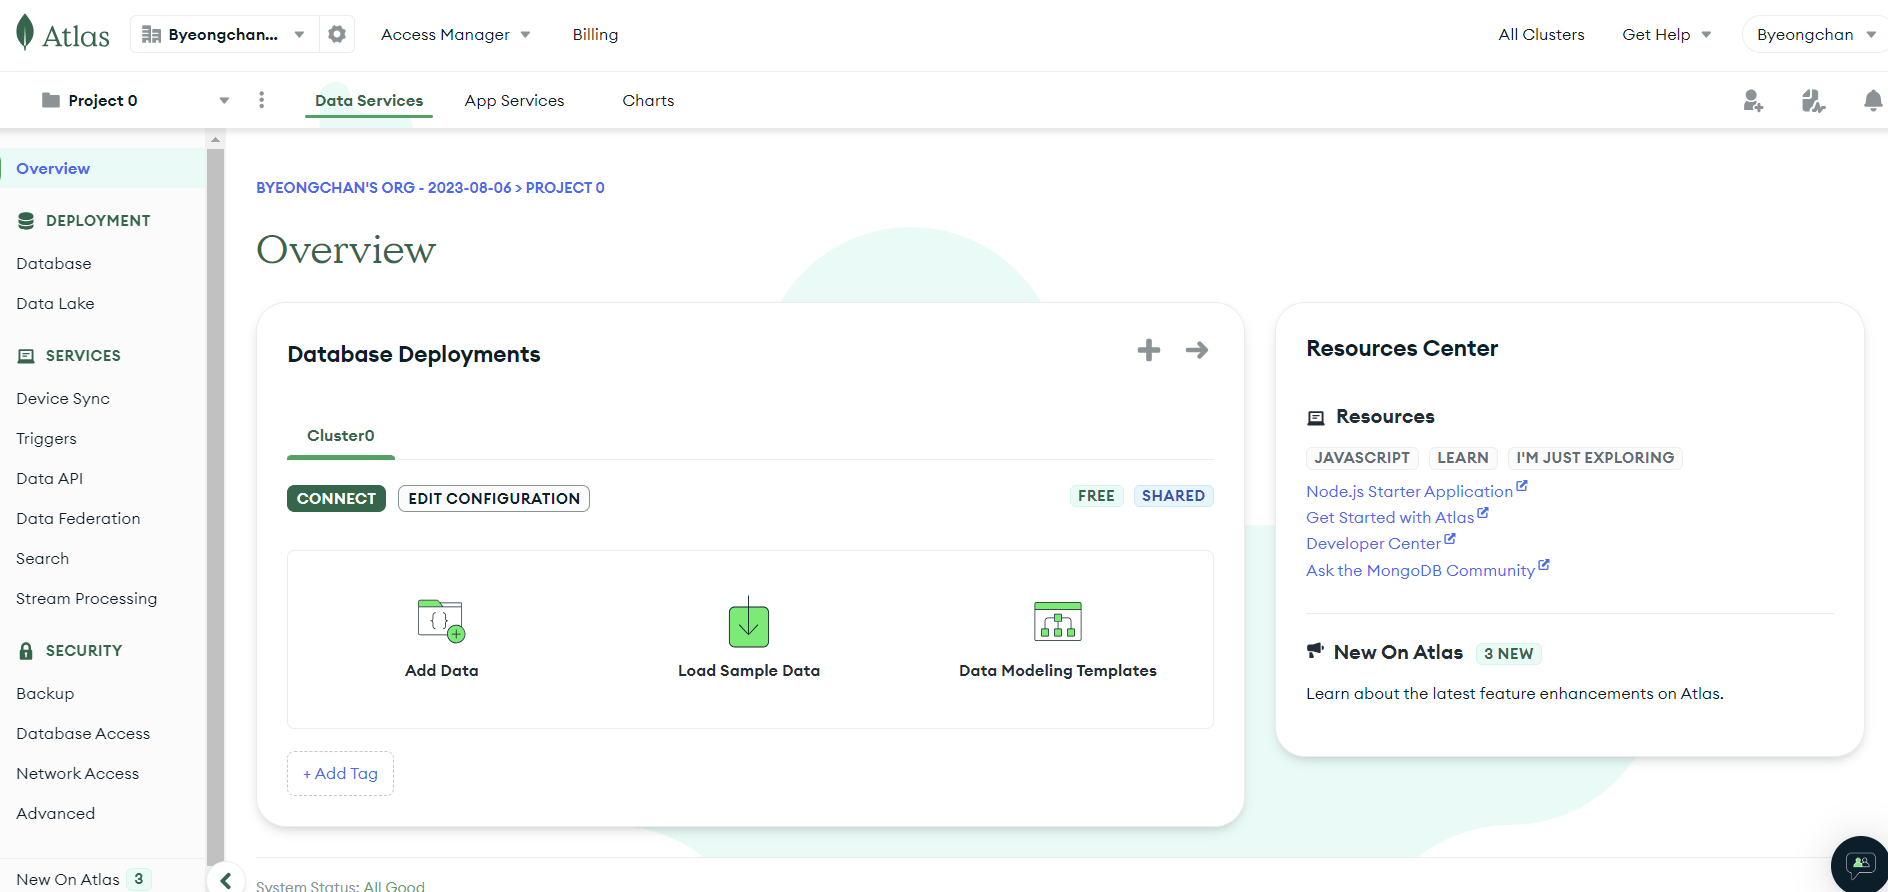 Atlas
Byeongchan...
Access Manager
Billing
All Clusters
Get Help
Byeongchan
Project 0
Data Services
App Services
Charts
Overview
DEPLOYMENT
Database
Data Lake
SERVICES
Device Sync
Triggers
Data API
Data Federation
Search
Stream Processing
SECURITY
Backup
Database Access
Network Access
Advanced
New On Atlas 3
BYEONGCHAN'S ORG - 2023-08-06 > PROJECT 0
Overview
Database Deployments
Cluster0
CONNECT
EDIT CONFIGURATION
FREE
SHARED
Add Data
Load Sample Data
Data Modeling Templates
+ Add Tag
System Status: All Good
Resources Center
Resources
JAVASCRIPT
LEARN
I'M JUST EXPLORING
Node.js Starter Application
Get Started with Atlas
Developer Center
Ask the MongoDB Community
New On Atlas 3 NEW
Learn about the latest feature enhancements on Atlas.